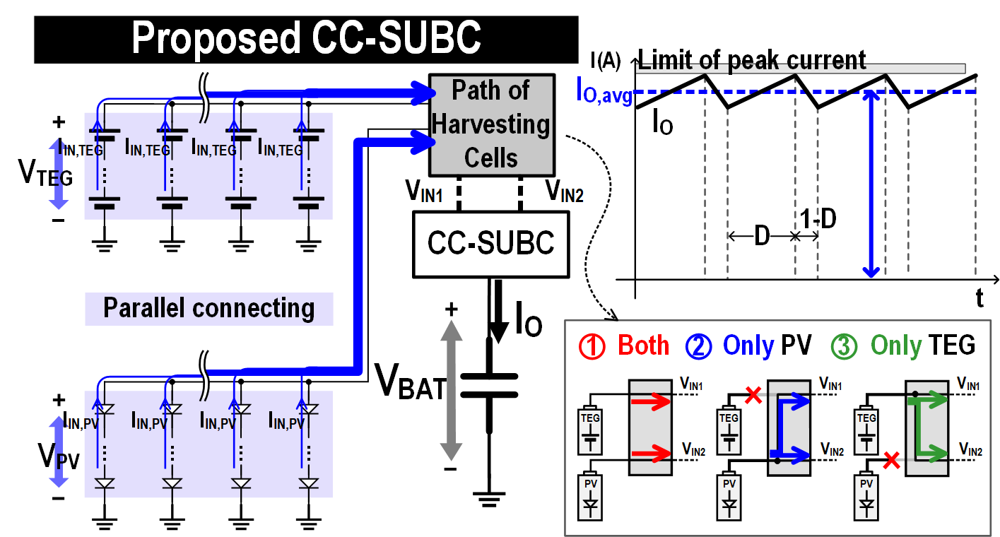 Proposed CC-SUBC
I(A)
Limit of peak current
I_O,avg
I_O
D
1-D
t
Path of
Harvesting
Cells
+
V_TEG
−
I_IN,TEG
I_IN,TEG
I_IN,TEG
I_IN,TEG
V_IN1
V_IN2
CC-SUBC
Parallel connecting
I_O
+
V_BAT
−
+
V_PV
−
I_IN,PV
I_IN,PV
I_IN,PV
I_IN,PV
① Both
② Only PV
③ Only TEG
TEG
PV
V_IN1
V_IN2
TEG
PV
V_IN1
V_IN2
TEG
PV
V_IN1
V_IN2